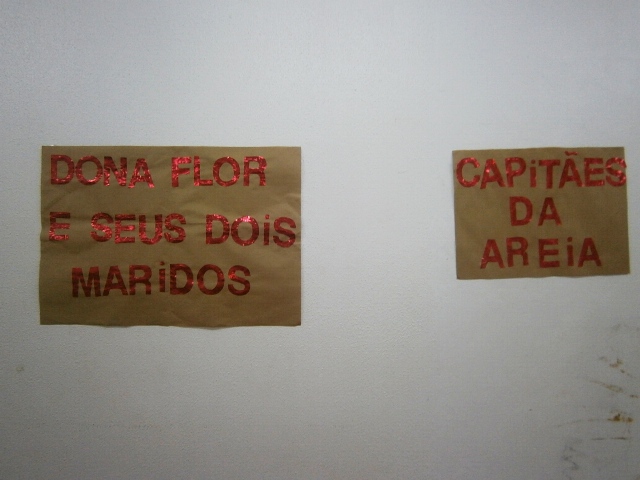 DONA FLOR
E SEUS DOiS
MARiDOS
CAPiTÃES
DA
AREiA